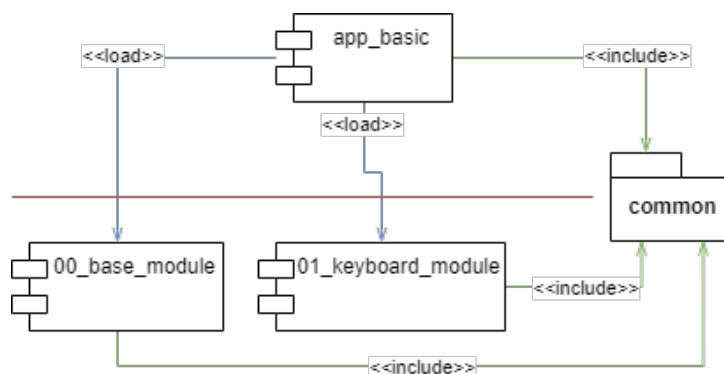 app_basic
<<load>>
<<include>>
<<load>>
common
00_base_module
01_keyboard_module
<<include>>
<<include>>